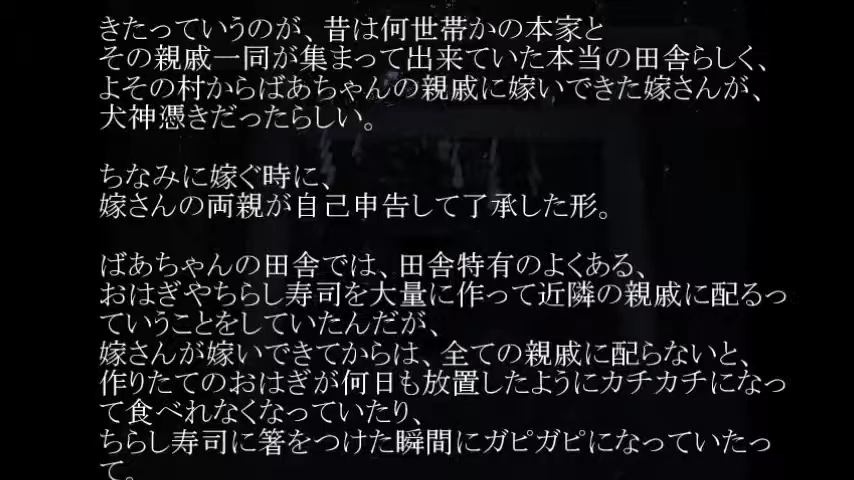 きたっていうのが、昔は何世帯かの本家と
その親戚一同が集まって出来ていた本当の田舎らしく、
よその村からばあちゃんの親戚に嫁いできた嫁さんが、
犬神憑きだったらしい。
ちなみに嫁ぐ時に、
嫁さんの両親が自己申告して了承した形。
ばあちゃんの田舎では、田舎特有のよくある、
おはぎやちらし寿司を大量に作って近隣の親戚に配るっ
ていうことをしていたんだが、
嫁さんが嫁いできてからは、全ての親戚に配らないと、
作りたてのおはぎが何日も放置したようにカチカチになっ
て食べれなくなっていたり、
ちらし寿司に箸をつけた瞬間にガピガピになっていたっ
て。